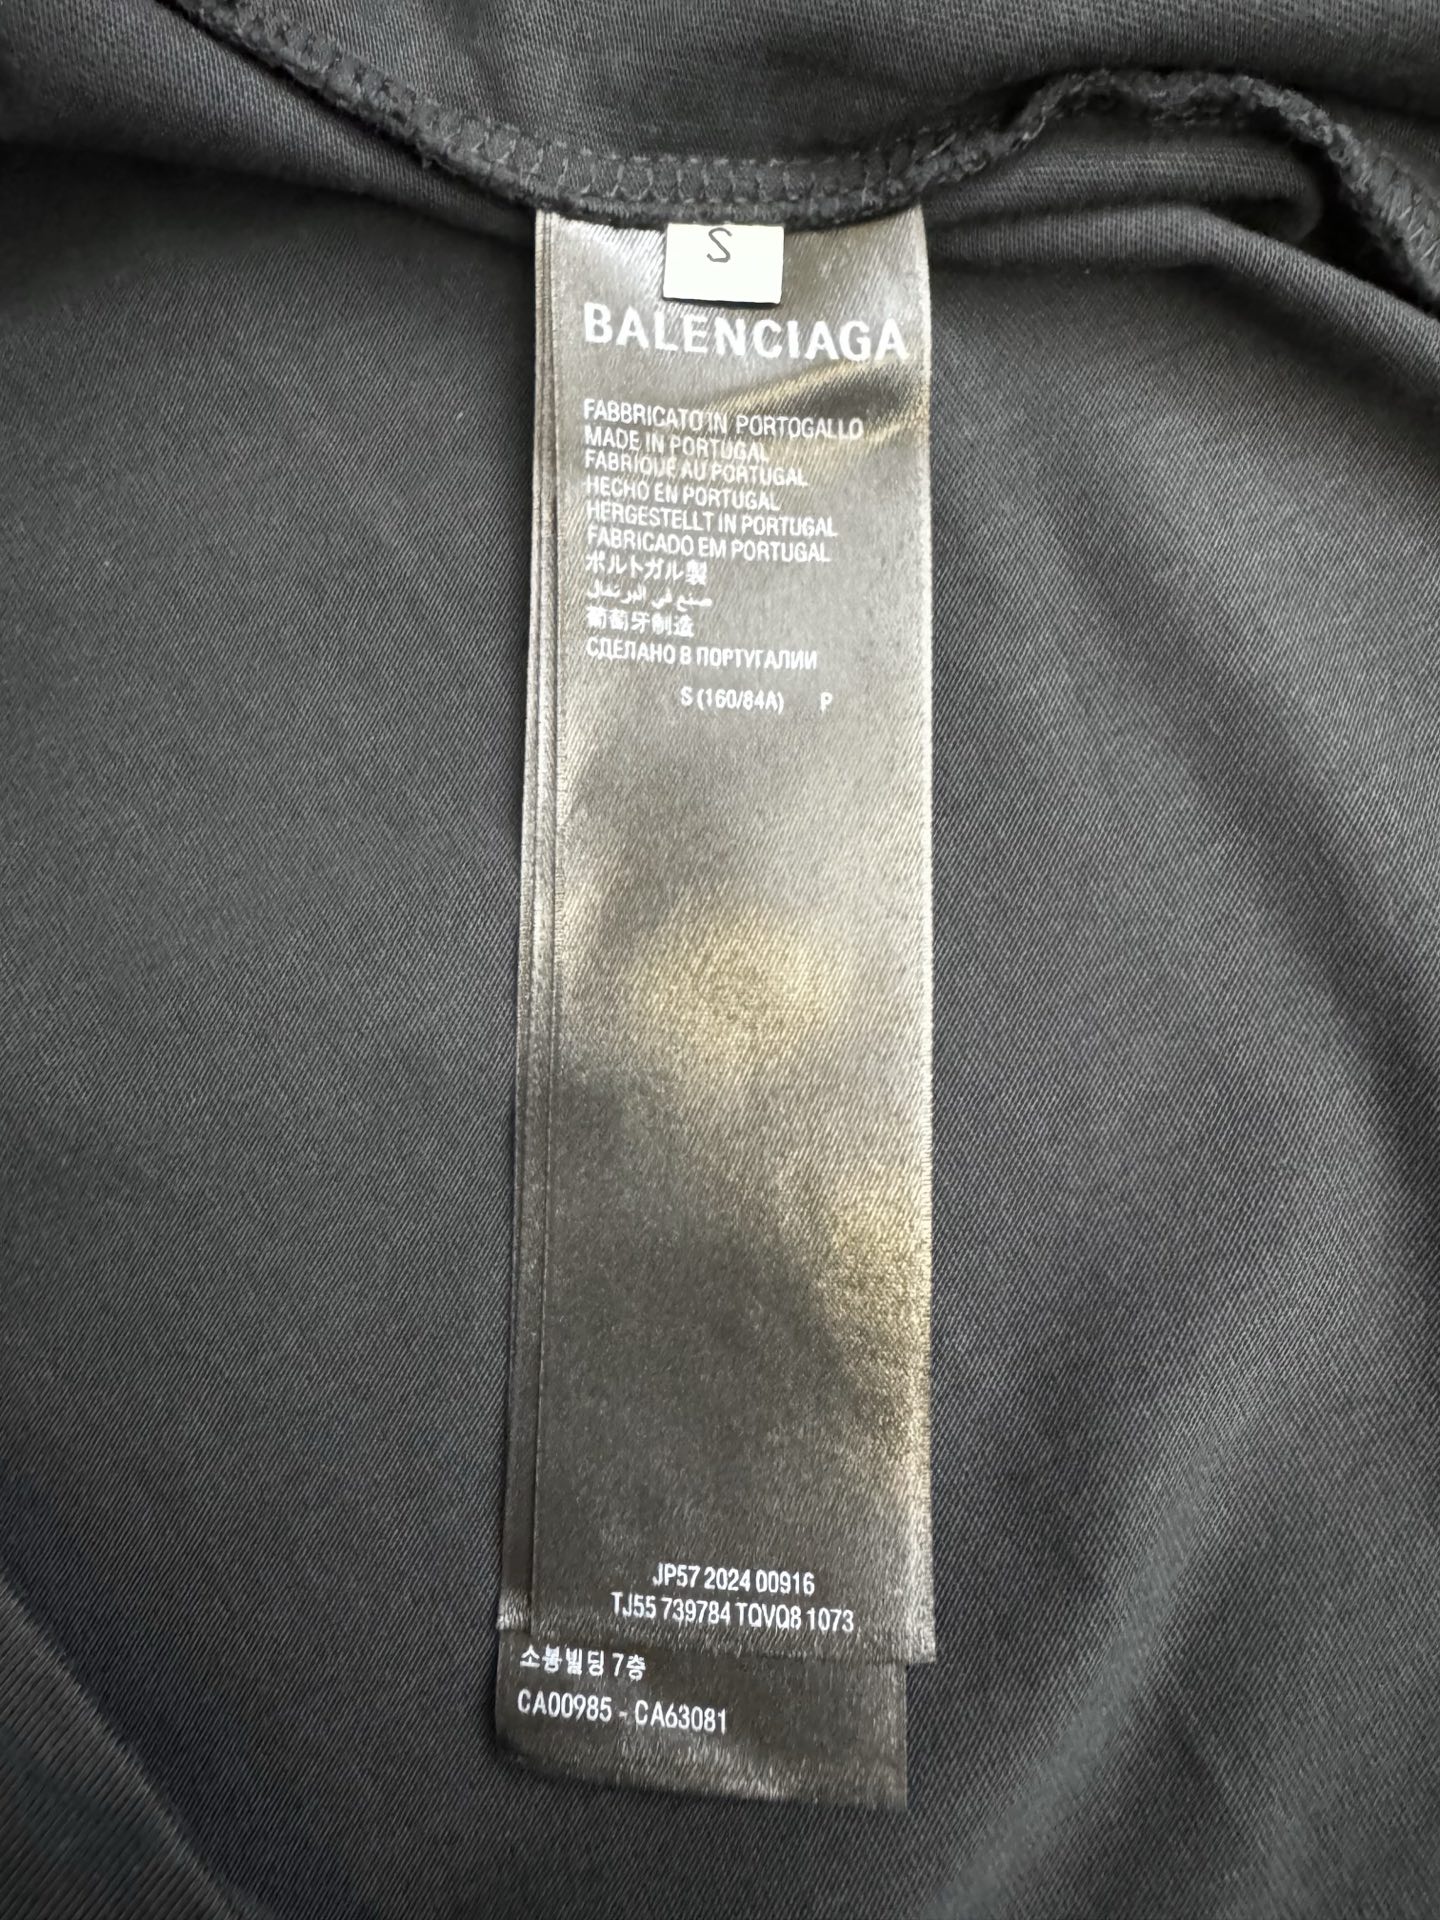 S
BALENCIAGA
FABBRICATO IN PORTOGALLO
MADE IN PORTUGAL
FABRIQUÉ AU PORTUGAL
HECHO EN PORTUGAL
HERGESTELLT IN PORTUGAL
FABRICADO EM PORTUGAL
ポルトガル製
صنع في البرتغال
葡萄牙制造
СДЕЛАНО В ПОРТУГАЛИИ
S (160/84A) P
JP57 2024 00916
TJ55 739784 TQVQ8 1073
소봉빌딩 7층
CA00985 - CA63081